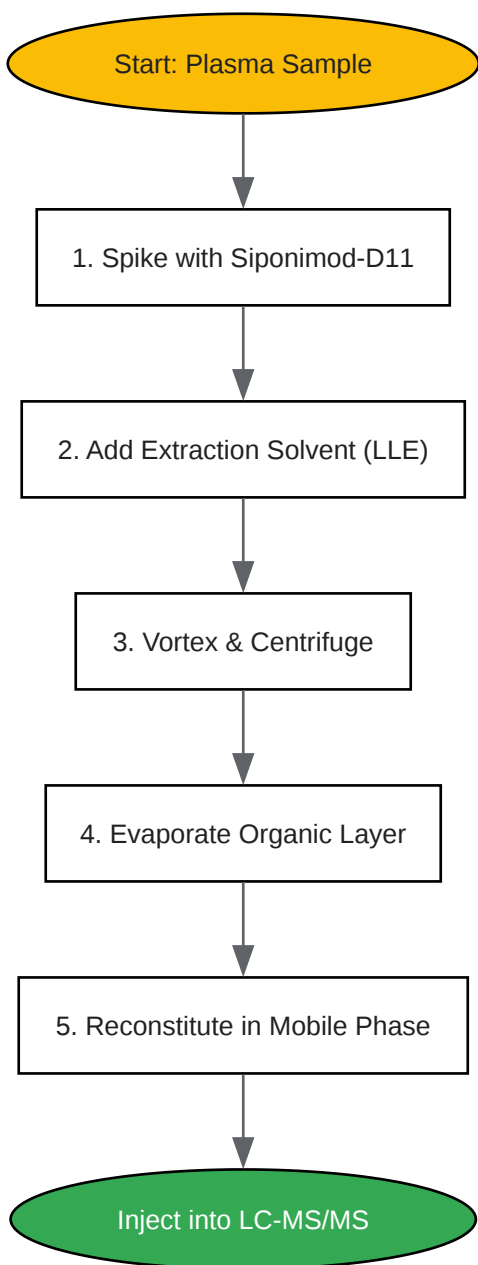 Start: Plasma Sample
1. Spike with Siponimod-D11
2. Add Extraction Solvent (LLE)
3. Vortex & Centrifuge
4. Evaporate Organic Layer
5. Reconstitute in Mobile Phase
Inject into LC-MS/MS